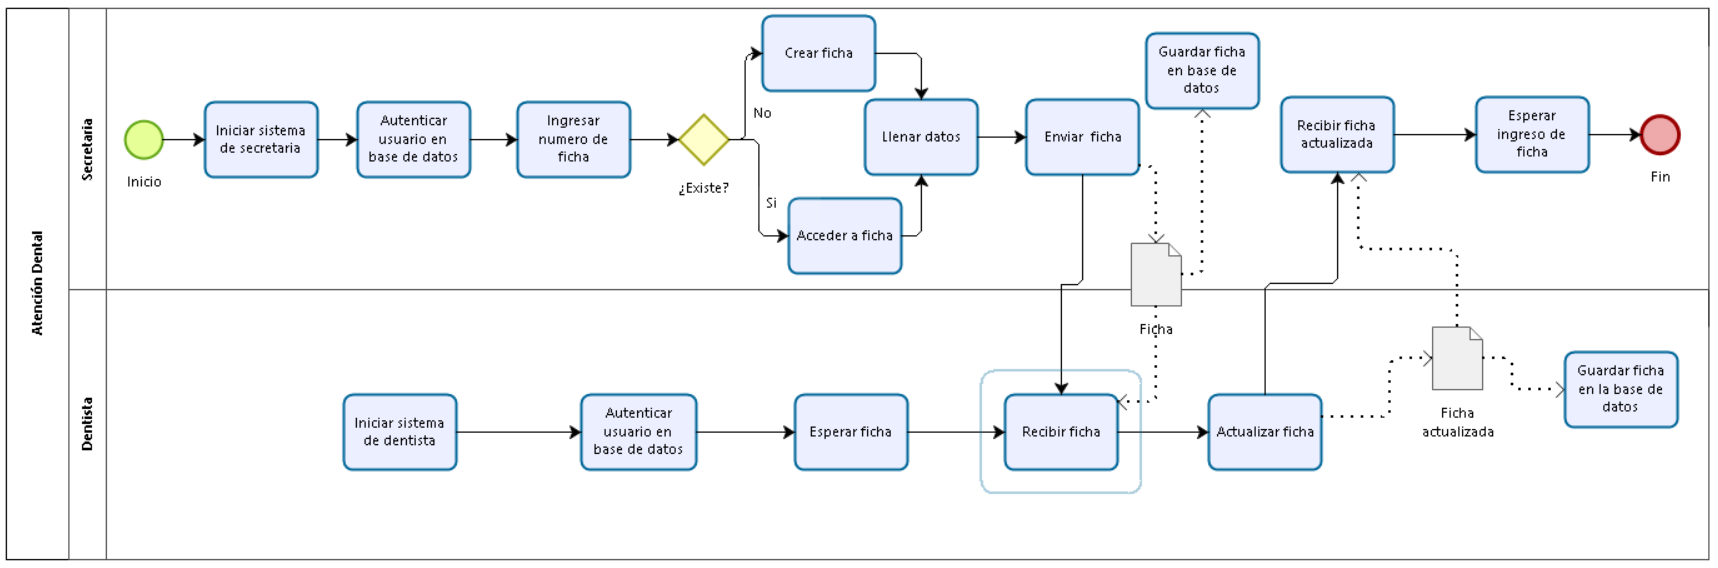 Atención Dental
Secretaria
Inicio
Iniciar sistema
de secretaria
Autenticar
usuario en
base de datos
Ingresar
numero de
ficha
¿Existe?
No
Si
Crear ficha
Acceder a ficha
Llenar datos
Enviar ficha
Guardar ficha
en base de
datos
Ficha
Recibir ficha
actualizada
Esperar
ingreso de
ficha
Fin
Dentista
Iniciar sistema
de dentista
Autenticar
usuario en
base de datos
Esperar ficha
Recibir ficha
Actualizar ficha
Ficha
actualizada
Guardar ficha
en la base de
datos